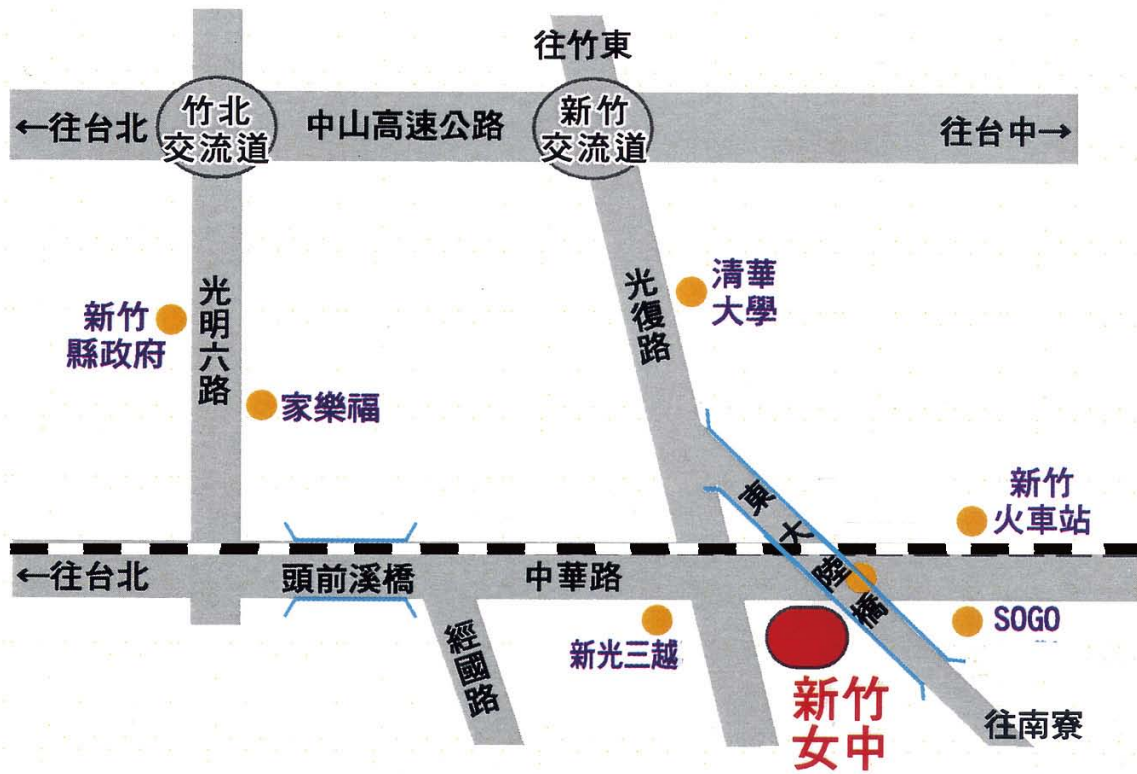 往竹東
←往台北
竹北
交流道
中山高速公路
新竹
交流道
往台中→
新竹
縣政府
光明六路
家樂福
光復路
清華
大學
東大陸橋
新竹
火車站
←往台北
頭前溪橋
中華路
經國路
新光三越
SOGO
新竹
女中
往南寮